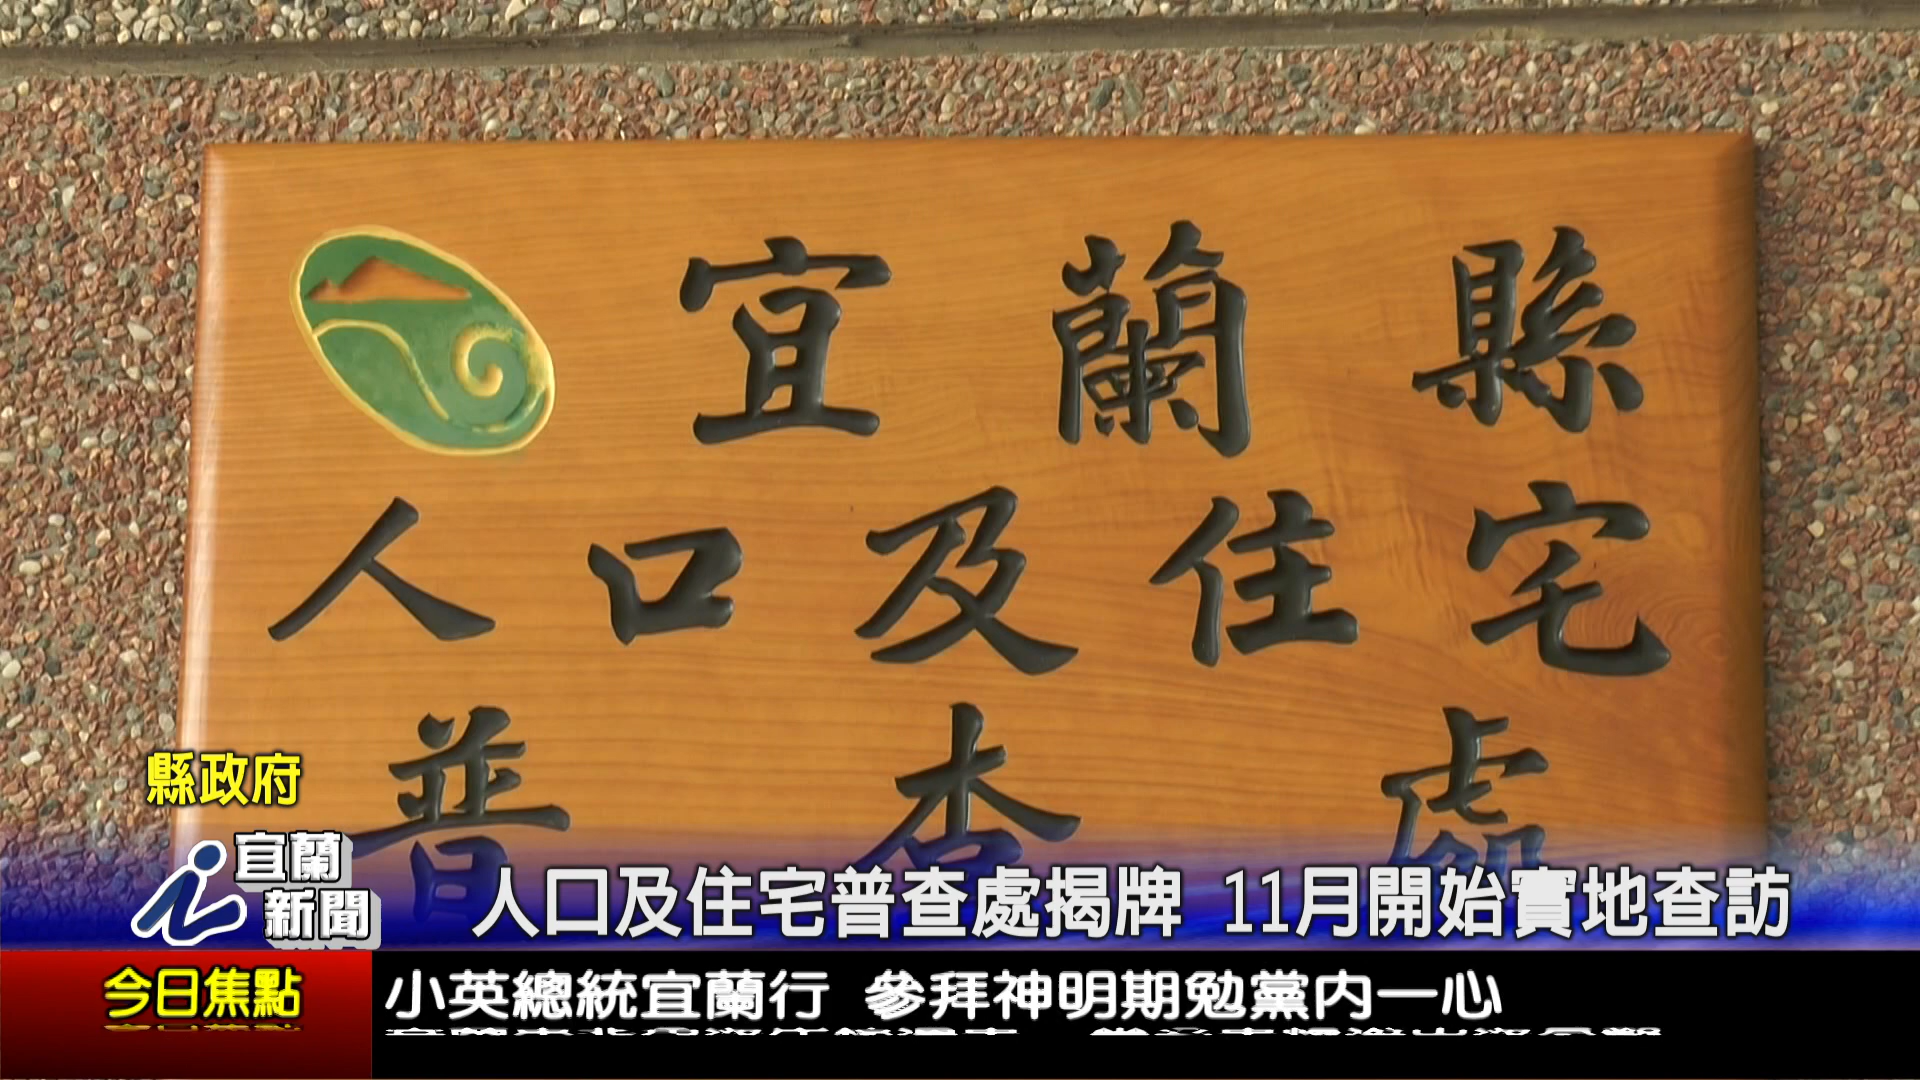 宜蘭縣
人口及住宅
普查處
縣政府
宜蘭
新聞
人口及住宅普查處揭牌 11月開始實地查訪
今日焦點
小英總統宜蘭行 參拜神明期勉黨內一心